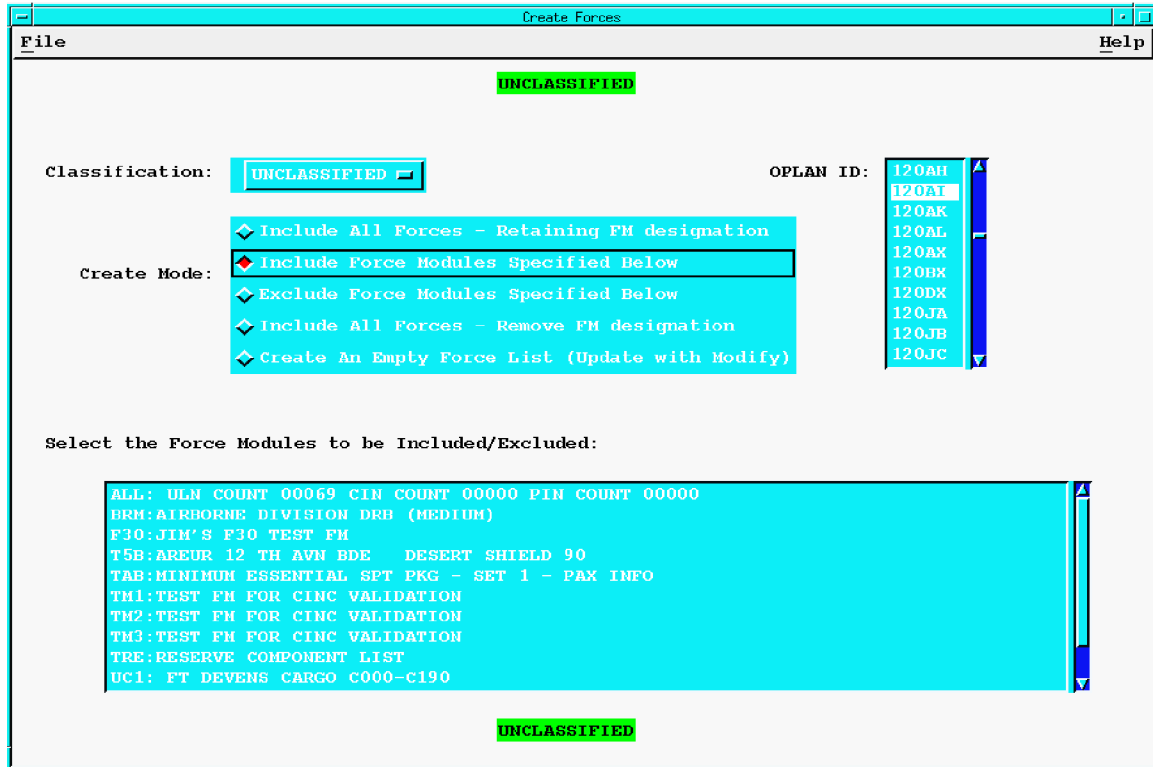 Create Forces
File Help
UNCLASSIFIED
Classification: UNCLASSIFIED
OPLAN ID:
120AH
120AI
120AK
120AL
120AX
120BX
120DX
120JA
120JB
120JC
Create Mode:
Include All Forces - Retaining FM designation
Include Force Modules Specified Below
Exclude Force Modules Specified Below
Include All Forces - Remove FM designation
Create An Empty Force List (Update with Modify)
Select the Force Modules to be Included/Excluded:
ALL: ULN COUNT 00069 CIN COUNT 00000 PIN COUNT 00000
BRM:AIRBORNE DIVISION DRB (MEDIUM)
F30:JIM'S F30 TEST FM
T5B:AREUR 12 TH AVN BDE   DESERT SHIELD 90
TAB:MINIMUM ESSENTIAL SPT PKG - SET 1 - PAX INFO
TM1:TEST FM FOR CINC VALIDATION
TM2:TEST FM FOR CINC VALIDATION
TM3:TEST FM FOR CINC VALIDATION
TRE:RESERVE COMPONENT LIST
UC1: FT DEVENS CARGO C000-C190
UNCLASSIFIED